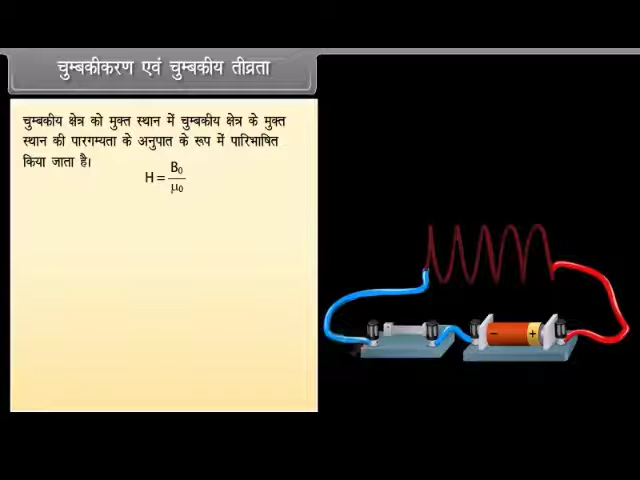 चुम्बकीकरण एवं चुम्बकीय तीव्रता
चुम्बकीय क्षेत्र को मुक्त स्थान में चुम्बकीय क्षेत्र के मुक्त
स्थान की पारगम्यता के अनुपात के रूप में पारिभाषित
किया जाता है।
H = B₀/μ₀
- +